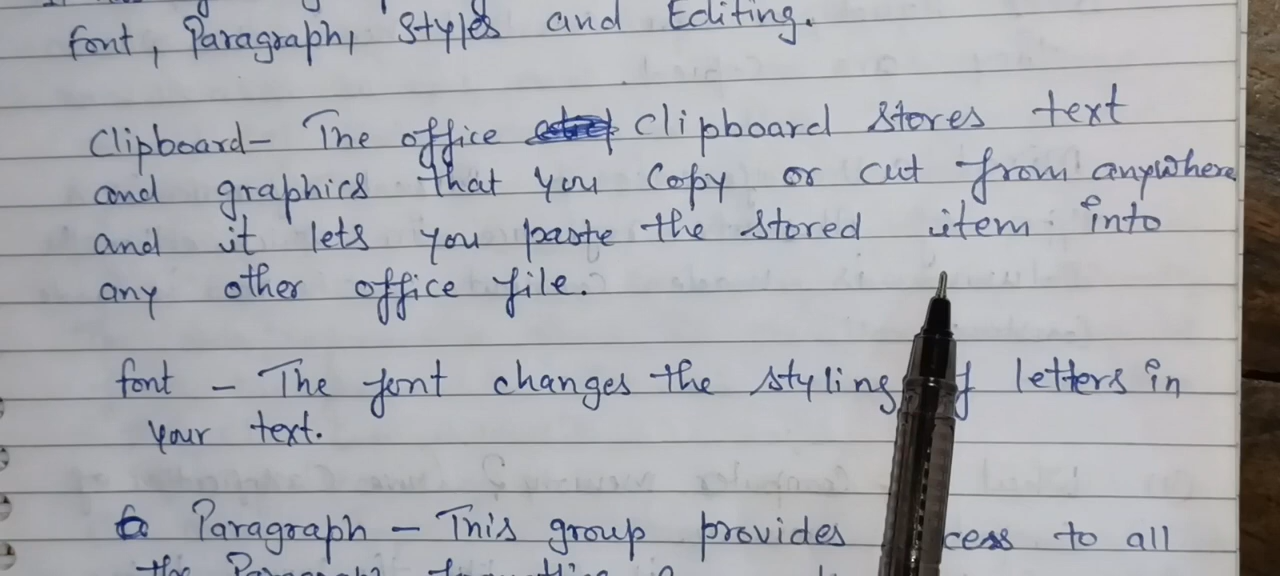 font, Paragraph, Styles and Editing.
Clipboard- The office clipboard stores text
and graphics that you copy or cut from anywhere
and it lets you paste the stored item into
any other office file.
font - The font changes the styling letters in
your text.
Paragraph - This group provides to all
the